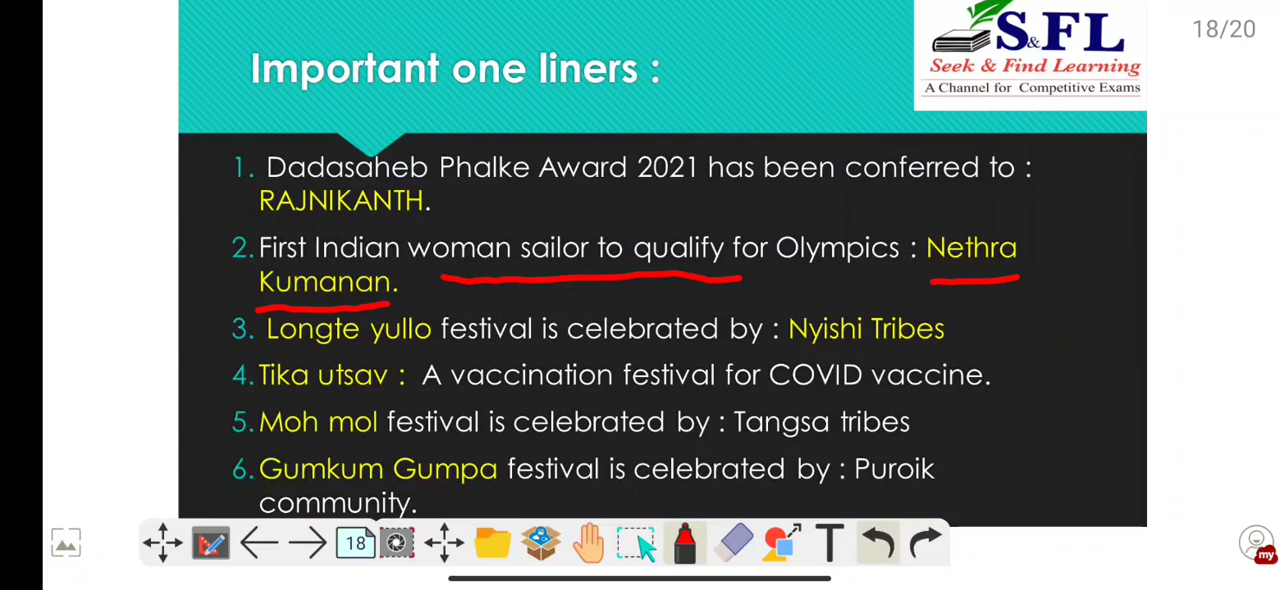 18/20
S&FL
Seek & Find Learning
A Channel for Competitive Exams
Important one liners :
1. Dadasaheb Phalke Award 2021 has been conferred to :
RAJNIKANTH.
2. First Indian woman sailor to qualify for Olympics : Nethra
Kumanan.
3. Longte yullo festival is celebrated by : Nyishi Tribes
4. Tika utsav : A vaccination festival for COVID vaccine.
5. Moh mol festival is celebrated by : Tangsa tribes
6. Gumkum Gumpa festival is celebrated by : Puroik
community.
18
T
my